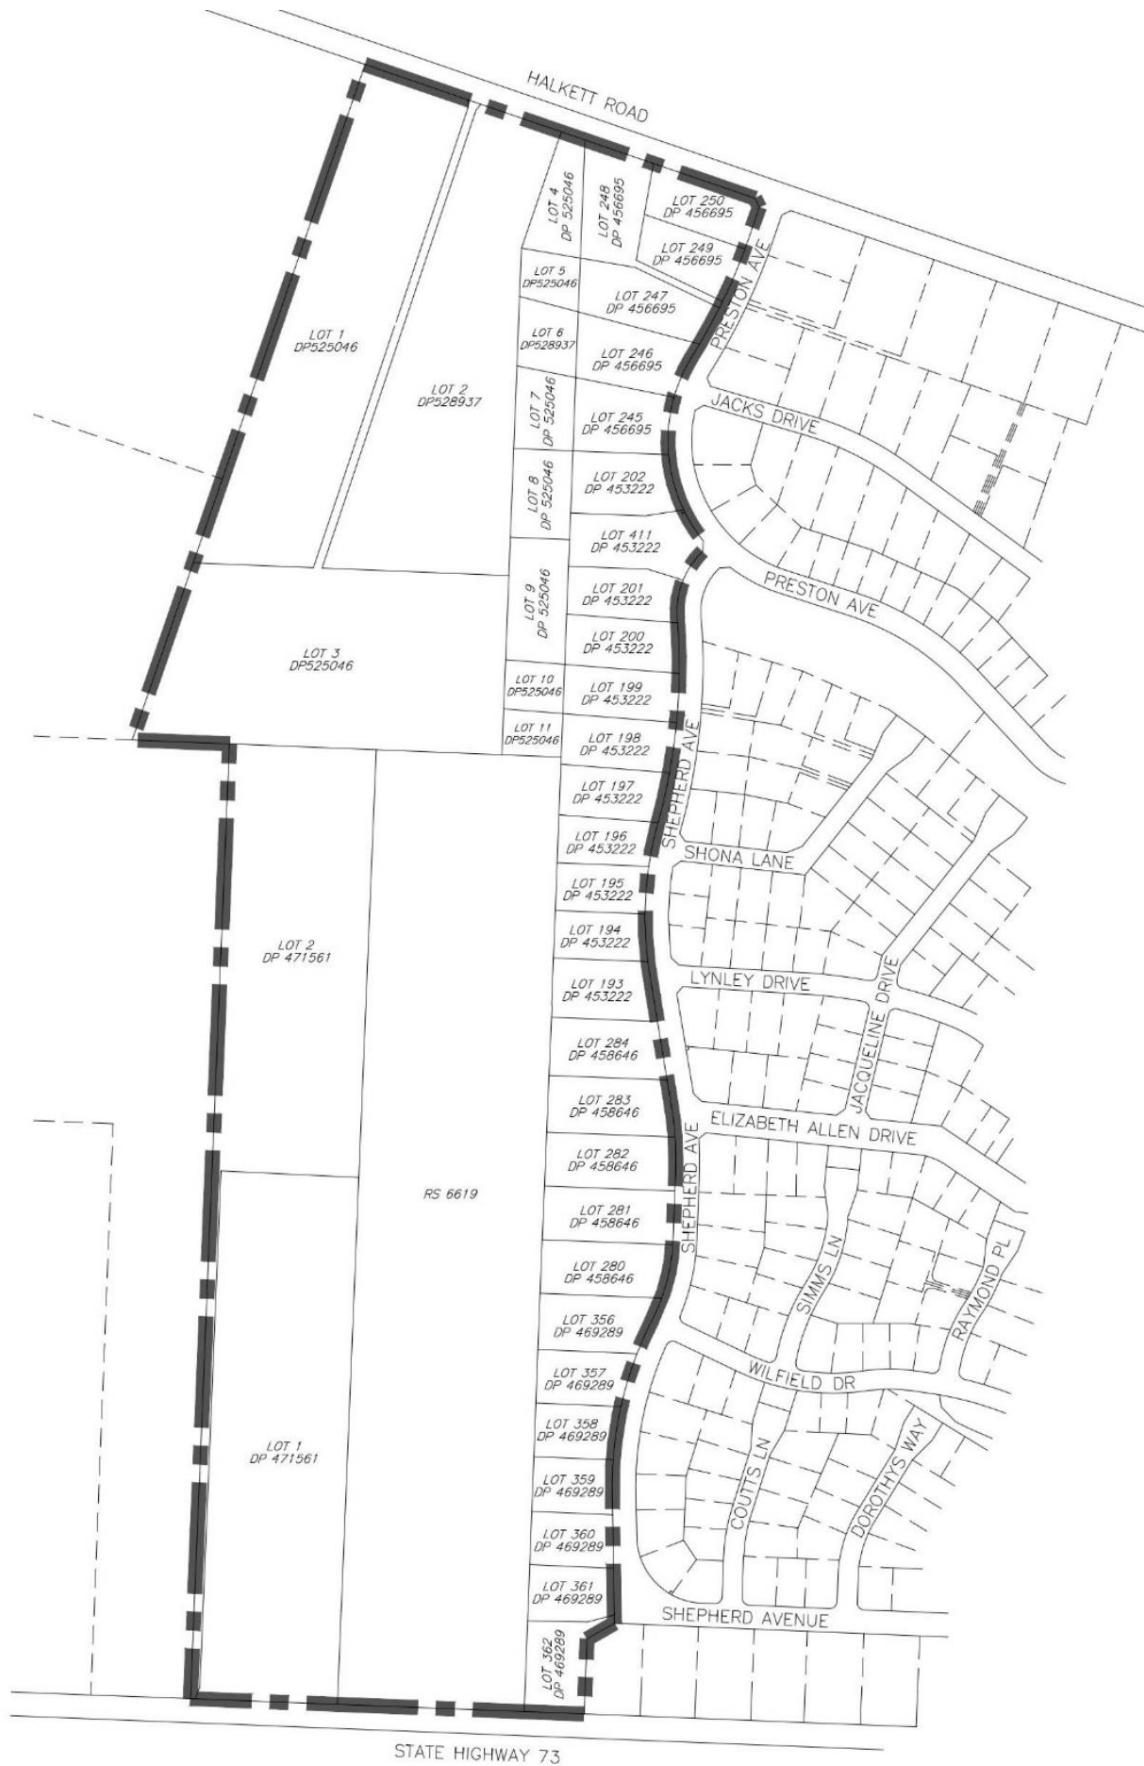 HALKETT ROAD
LOT 4
DP 525046
LOT 248
DP 456695
LOT 250
DP 456695
LOT 249
DP 456695
PRESTON AVE
LOT 5
DP525046
LOT 247
DP 456695
LOT 1
DP525046
LOT 6
DP528937
LOT 246
DP 456695
LOT 2
DP528937
LOT 7
DP 525046
LOT 245
DP 456695
JACKS DRIVE
LOT 8
DP 525046
LOT 202
DP 453222
LOT 411
DP 453222
PRESTON AVE
LOT 9
DP 525046
LOT 201
DP 453222
LOT 200
DP 453222
LOT 3
DP525046
LOT 10
DP525046
LOT 199
DP 453222
LOT 11
DP525046
LOT 198
DP 453222
SHEPHERD AVE
LOT 197
DP 453222
LOT 196
DP 453222
SHONA LANE
LOT 195
DP 453222
LOT 2
DP 471561
LOT 194
DP 453222
LOT 193
DP 453222
LYNLEY DRIVE
JACQUELINE DRIVE
LOT 284
DP 458646
LOT 283
DP 458646
ELIZABETH ALLEN DRIVE
LOT 282
DP 458646
SHEPHERD AVE
RS 6619
LOT 281
DP 458646
LOT 280
DP 458646
SIMMS LN
RAYMOND PL
LOT 356
DP 469289
LOT 357
DP 469289
WILFIELD DR
LOT 358
DP 469289
LOT 1
DP 471561
LOT 359
DP 469289
COUTTS LN
DOROTHYS WAY
LOT 360
DP 469289
LOT 361
DP 469289
SHEPHERD AVENUE
LOT 362
DP 469289
STATE HIGHWAY 73